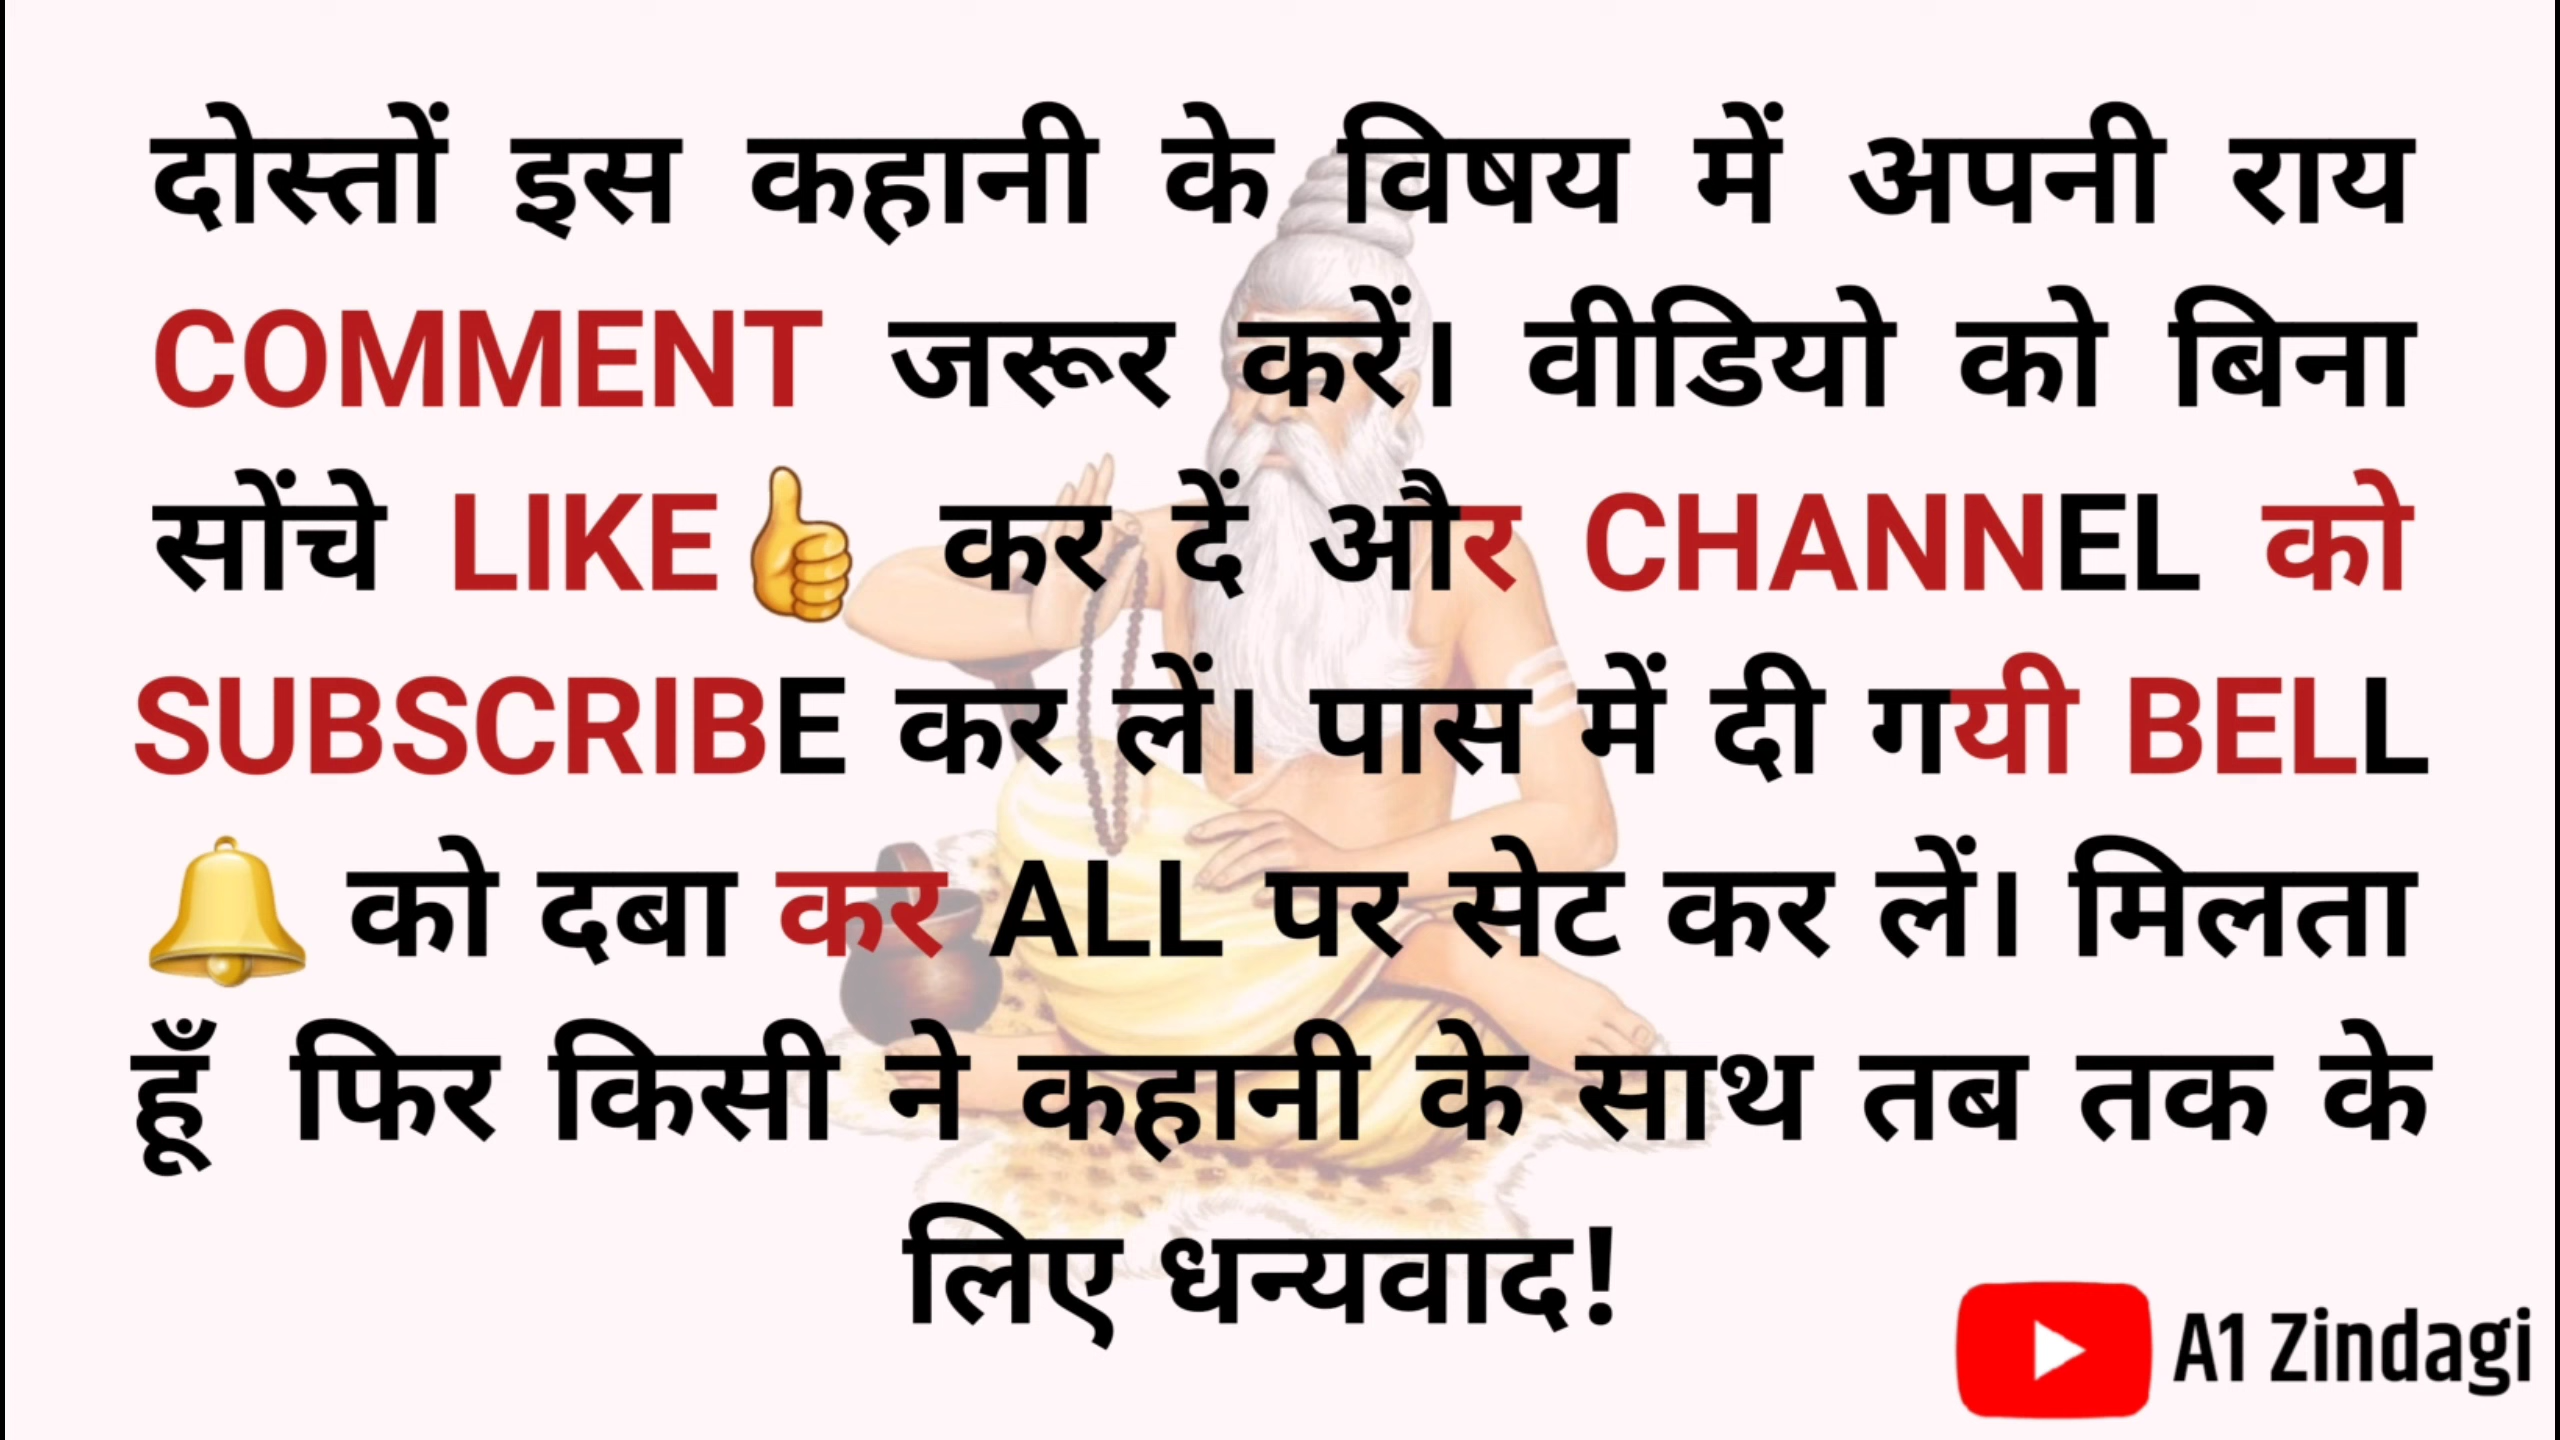 दोस्तों इस कहानी के विषय में अपनी राय
COMMENT जरूर करें। वीडियो को बिना
सोंचे LIKE👍 कर दें और CHANNEL को
SUBSCRIBE कर लें। पास में दी गयी BELL
🔔 को दबा कर ALL पर सेट कर लें। मिलता
हूँ फिर किसी ने कहानी के साथ तब तक के
लिए धन्यवाद!
A1 Zindagi